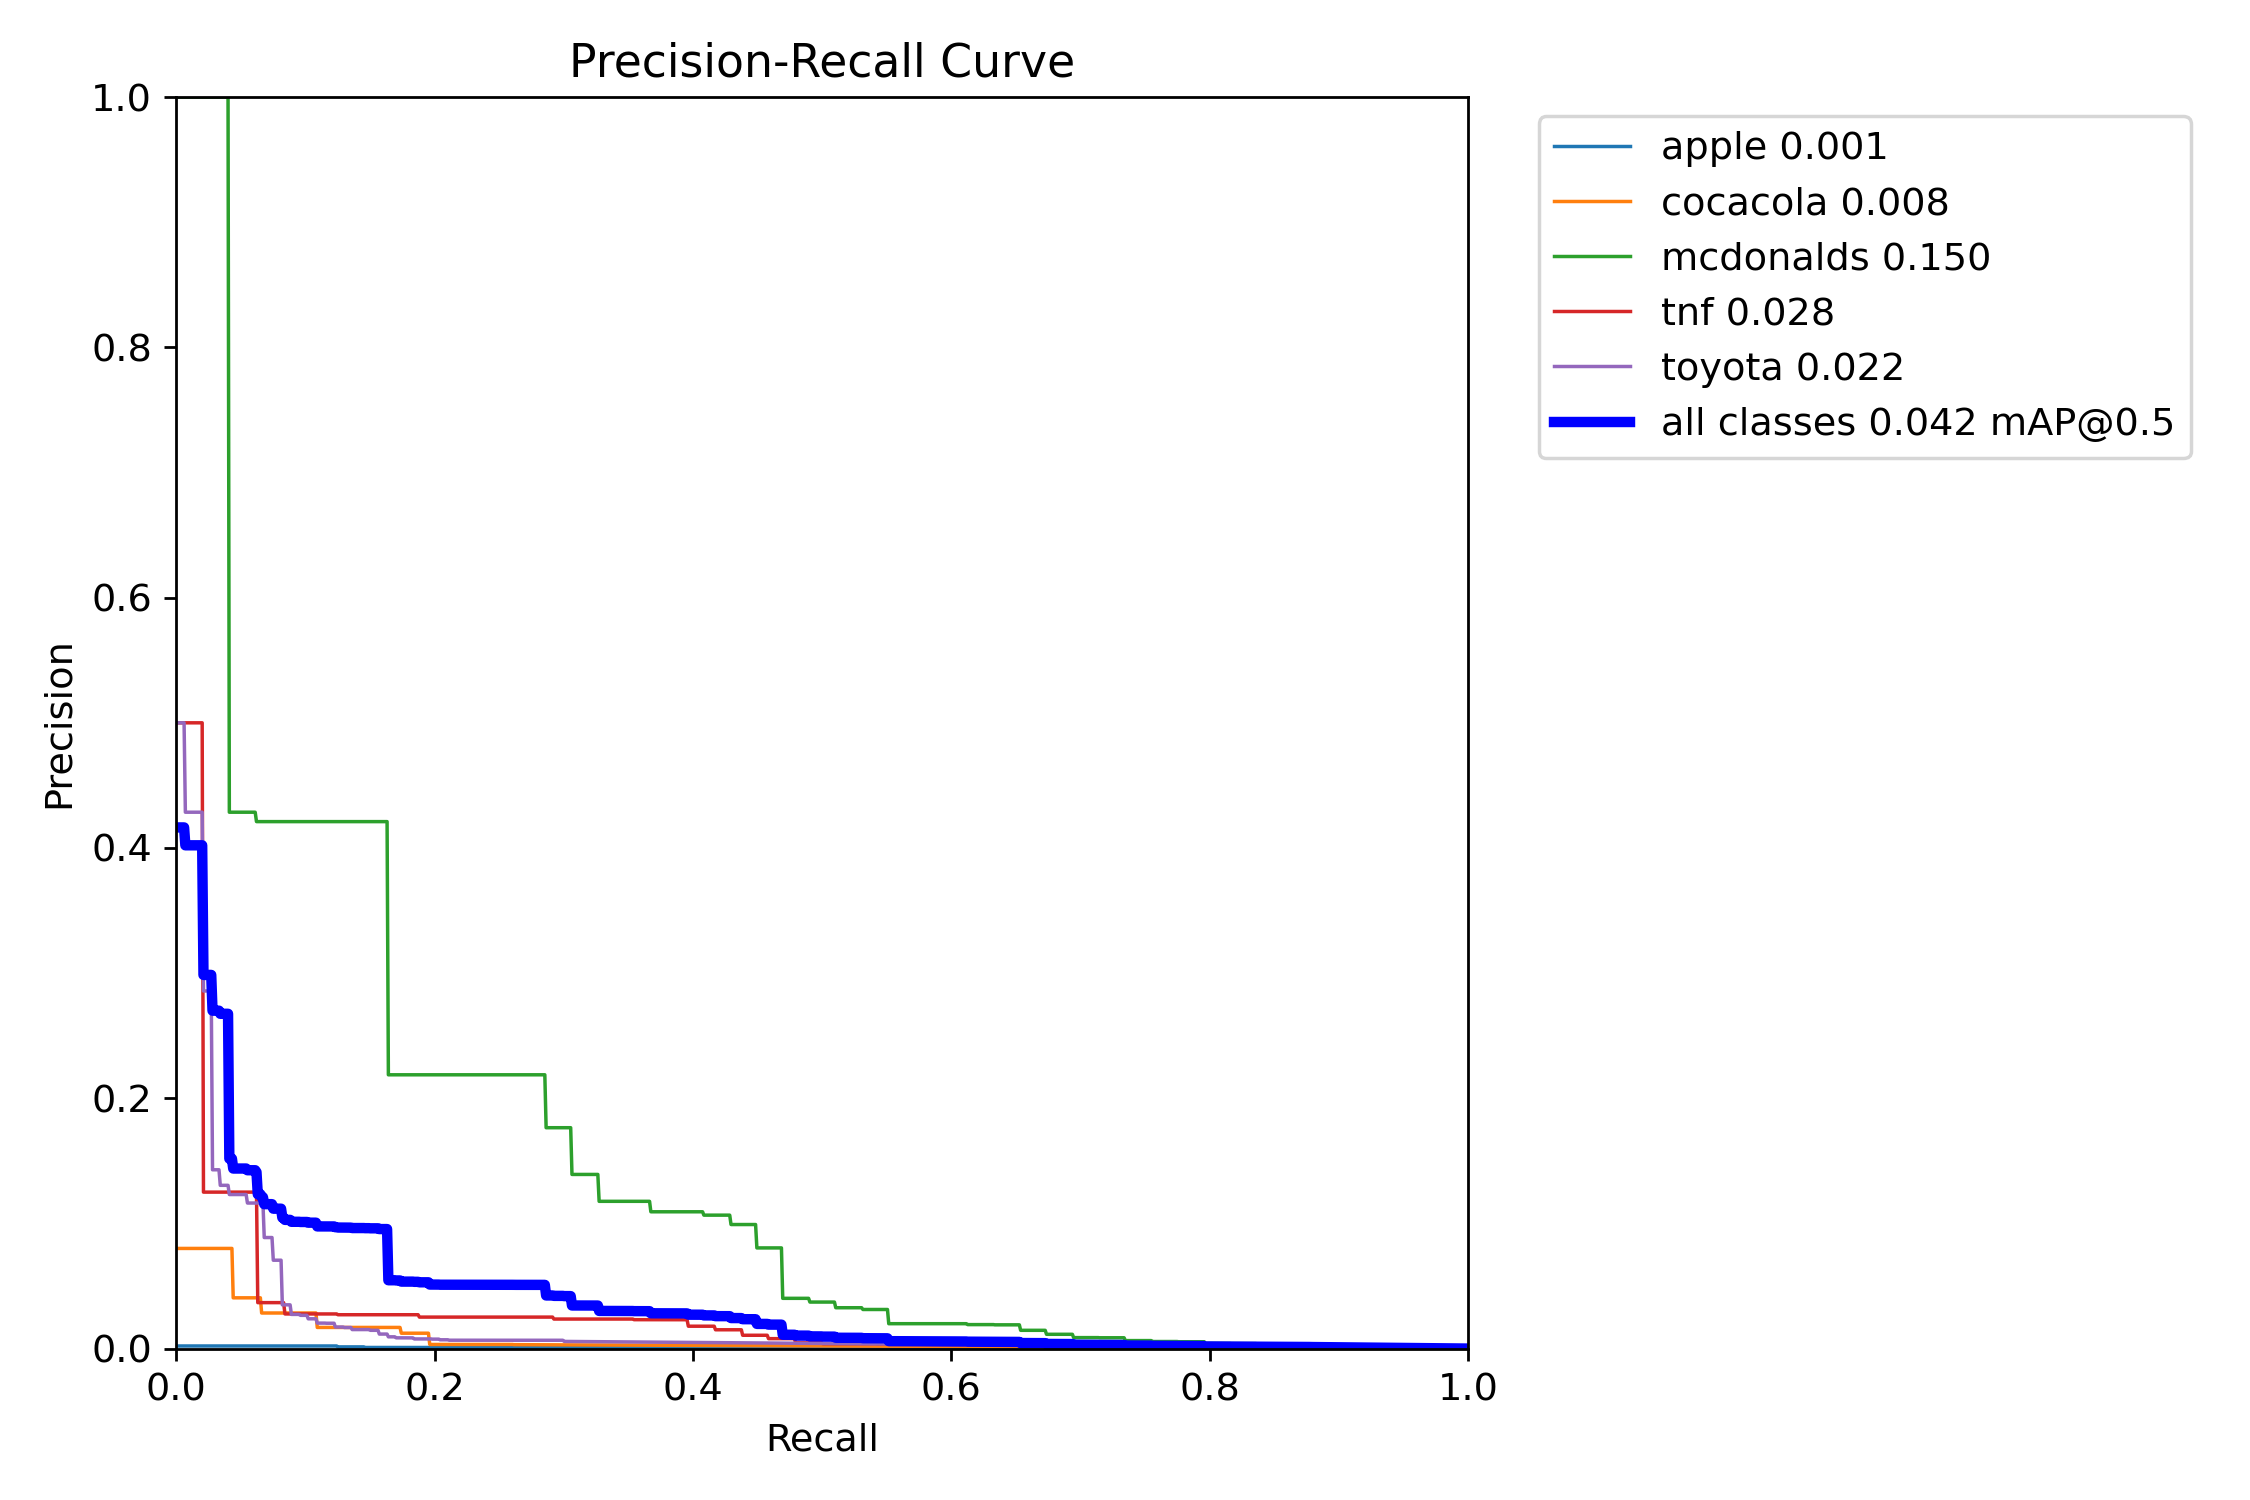 Precision-Recall Curve
1.0
0.8
0.6
0.4
0.2
0.0
Precision
0.0 0.2 0.4 0.6 0.8 1.0
Recall
apple 0.001
cocacola 0.008
mcdonalds 0.150
tnf 0.028
toyota 0.022
all classes 0.042 mAP@0.5